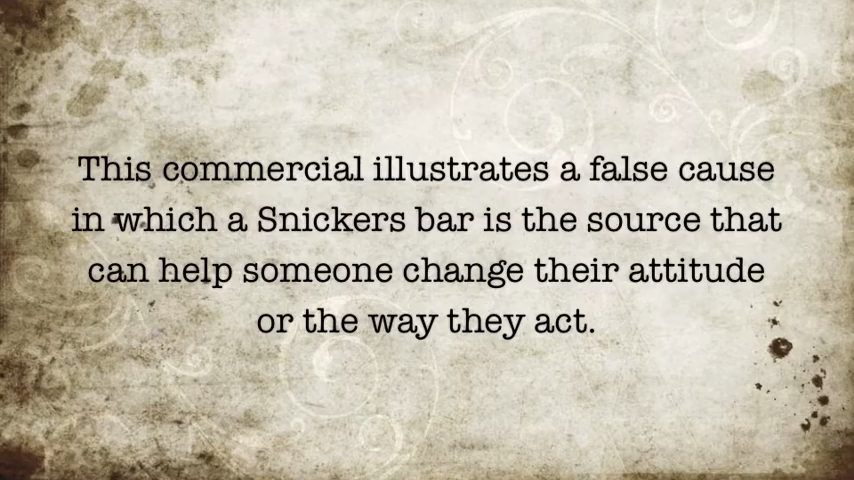 This commercial illustrates a false cause
in which a Snickers bar is the source that
can help someone change their attitude
or the way they act.